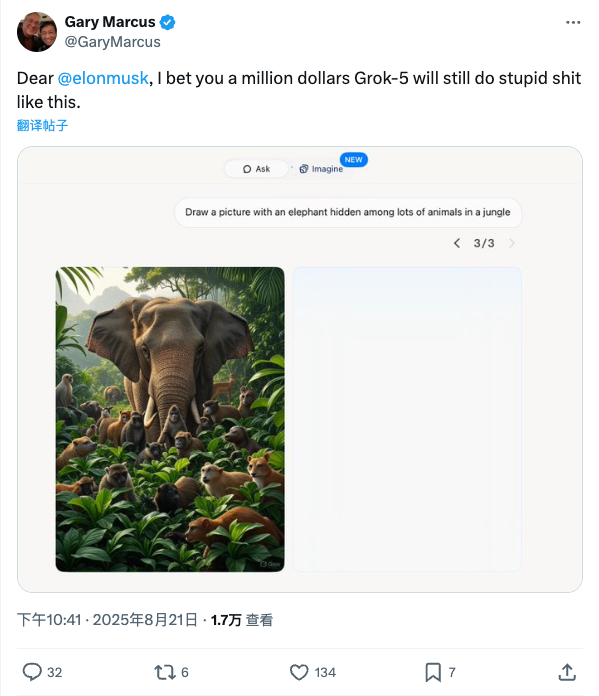 Gary Marcus
@GaryMarcus
Dear @elonmusk, I bet you a million dollars Grok-5 will still do stupid shit
like this.
翻译帖子
Ask
Imagine
NEW
Draw a picture with an elephant hidden among lots of animals in a jungle
3/3
下午10:41 · 2025年8月21日 · 1.7万 查看
32
6
134
7